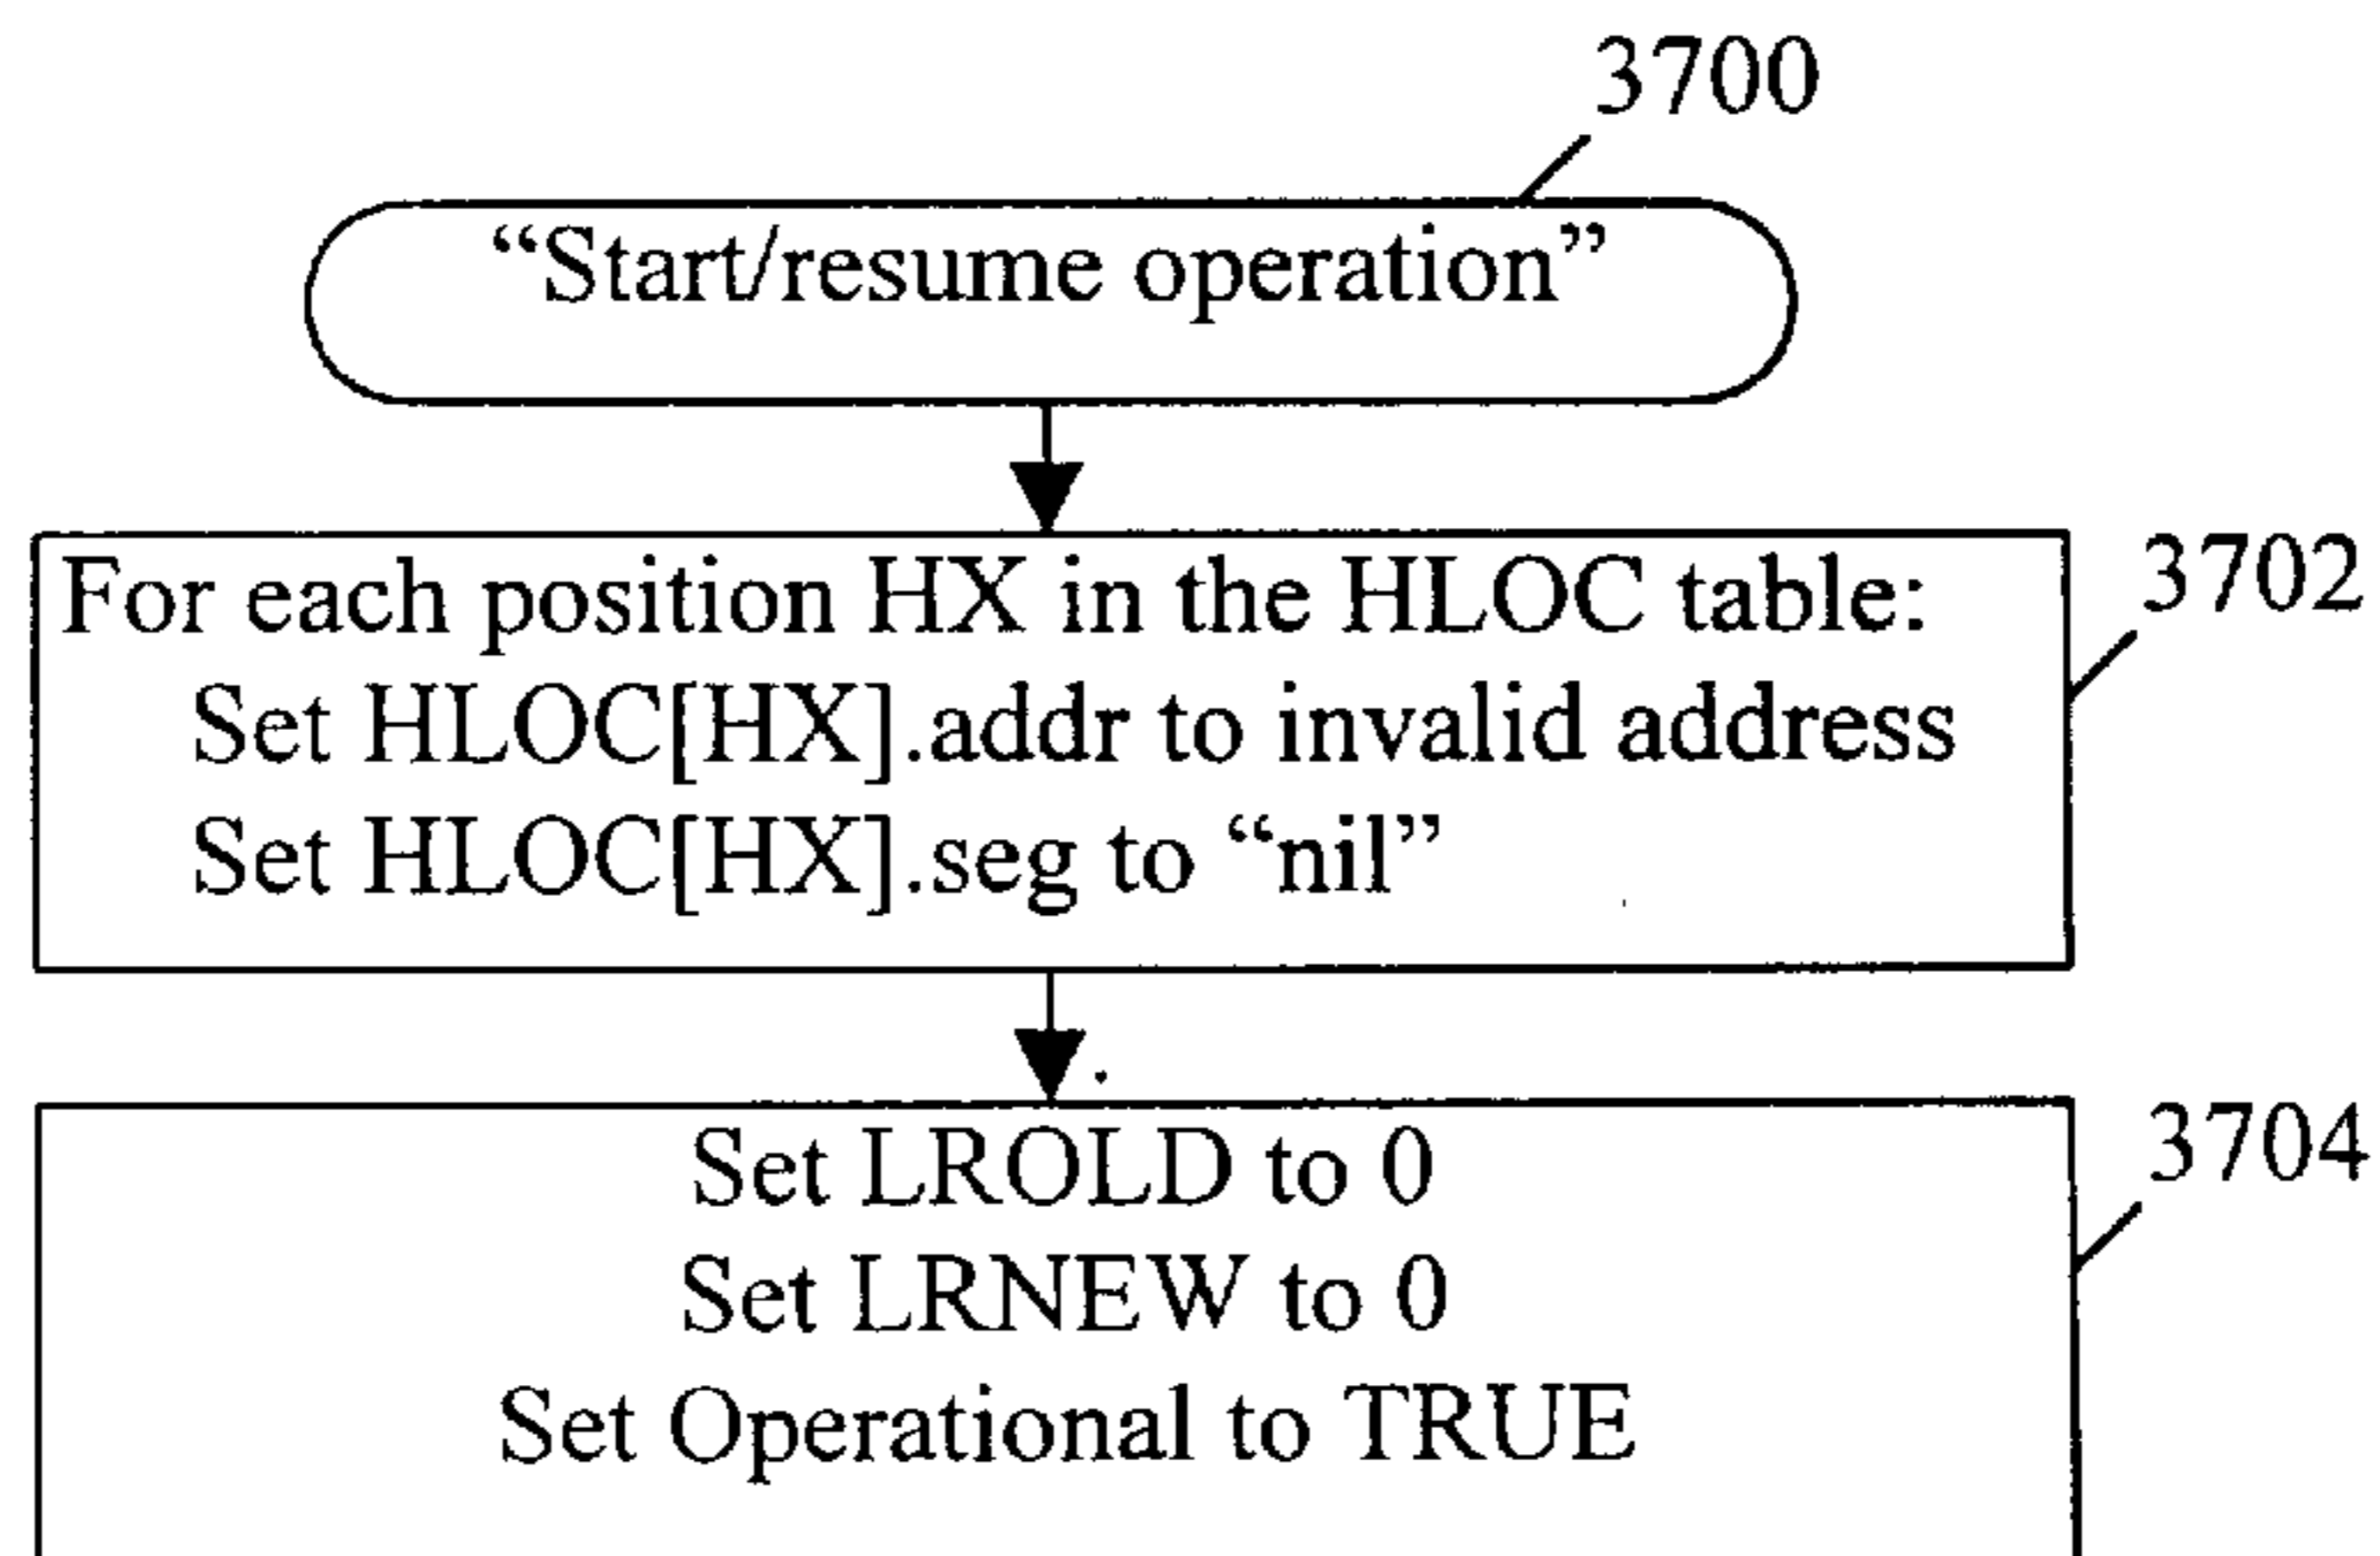 3700
“Start/resume operation”
For each position HX in the HLOC table:
3702
Set HLOC[HX].addr to invalid address
Set HLOC[HX].seg to “nil”
3704
Set LROLD to 0
Set LRNEW to 0
Set Operational to TRUE